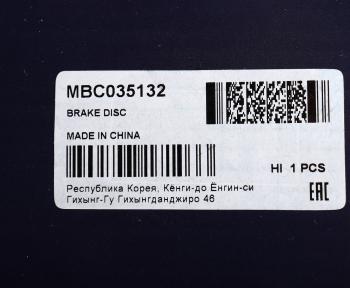 MBC035132
BRAKE DISC
MADE IN CHINA
HI 1 PCS
Республика Корея, Кёнги-до Ёнгин-си
Гихынг-Гу Гихынгданджиро 46
EAC